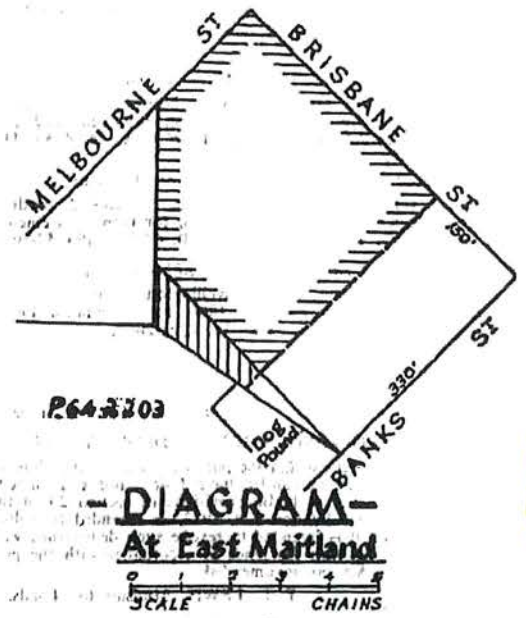 MELBOURNE ST
BRISBANE ST
150'
330'
BANKS ST
Dog
Pound
- DIAGRAM -
At East Maitland
0 1 2 3 4 5
SCALE CHAINS